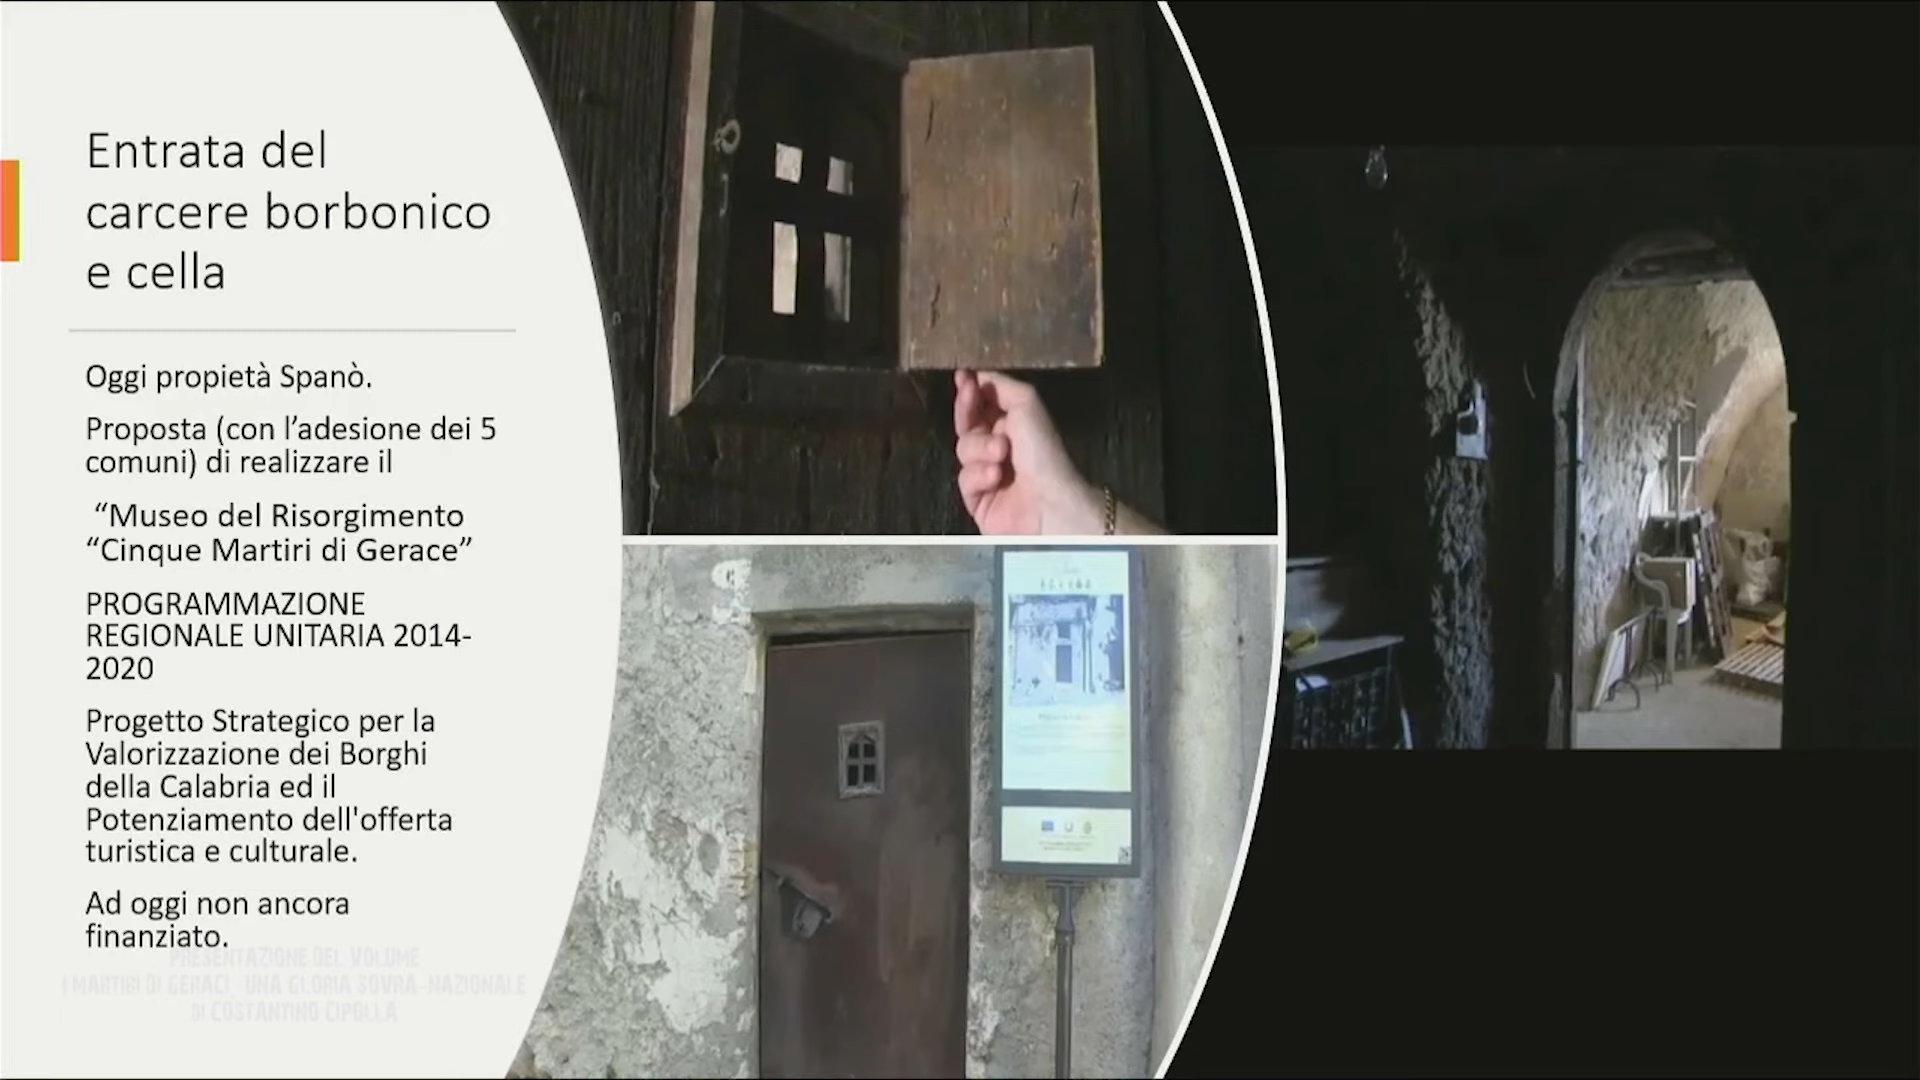 Entrata del
carcere borbonico
e cella
Oggi propietà Spanò.
Proposta (con l’adesione dei 5
comuni) di realizzare il
“Museo del Risorgimento
“Cinque Martiri di Gerace”
PROGRAMMAZIONE
REGIONALE UNITARIA 2014-
2020
Progetto Strategico per la
Valorizzazione dei Borghi
della Calabria ed il
Potenziamento dell'offerta
turistica e culturale.
Ad oggi non ancora
finanziato.
PRESENTAZIONE DEL VOLUME
I MARTIRI DI GERACI UNA GLORIA SOVRA-NAZIONALE
DI COSTANTINO CIPOLLA